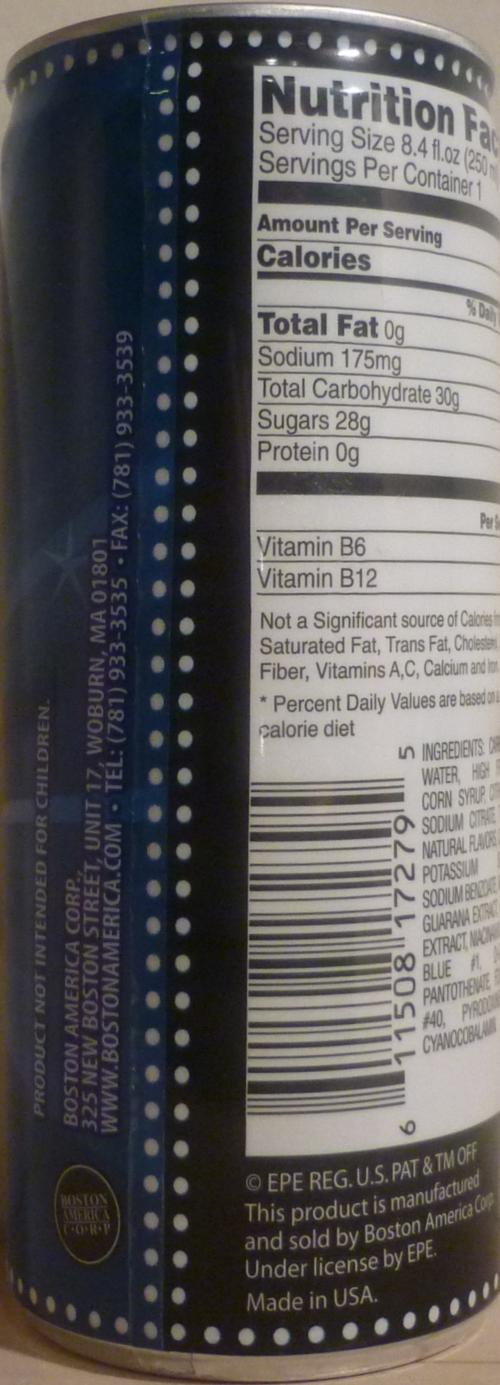 PRODUCT NOT INTENDED FOR CHILDREN.
BOSTON AMERICA CORP.,
325 NEW BOSTON STREET, UNIT 17, WOBURN, MA 01801
WWW.BOSTONAMERICA.COM • TEL: (781) 933-3535 • FAX: (781) 933-3539
BOSTON
AMERICA
C•O•R•P
Nutrition Fac
Serving Size 8.4 fl.oz (250 ml
Servings Per Container 1
Amount Per Serving
Calories
% Daily
Total Fat 0g
Sodium 175mg
Total Carbohydrate 30g
Sugars 28g
Protein 0g
Per Se
Vitamin B6
Vitamin B12
Not a Significant source of Calories
Saturated Fat, Trans Fat,
Fiber, Vitamins A,C, Calcium and Iron
* Percent Daily Values are based on a
calorie diet
6 11508 17279 5
INGREDIENTS:
WATER, HIGH
CORN SYRUP,
SODIUM CITRATE,
NATURAL FLAVORS,
POTASSIUM
SODIUM BENZOATE,
GUARANA EXTRACT
EXTRACT,
BLUE #1,
PANTOTHENATE,
#40,
© EPE REG. U.S. PAT & TM OFF
This product is manufactured
and sold by Boston America Corp.
Under license by EPE.
Made in USA.